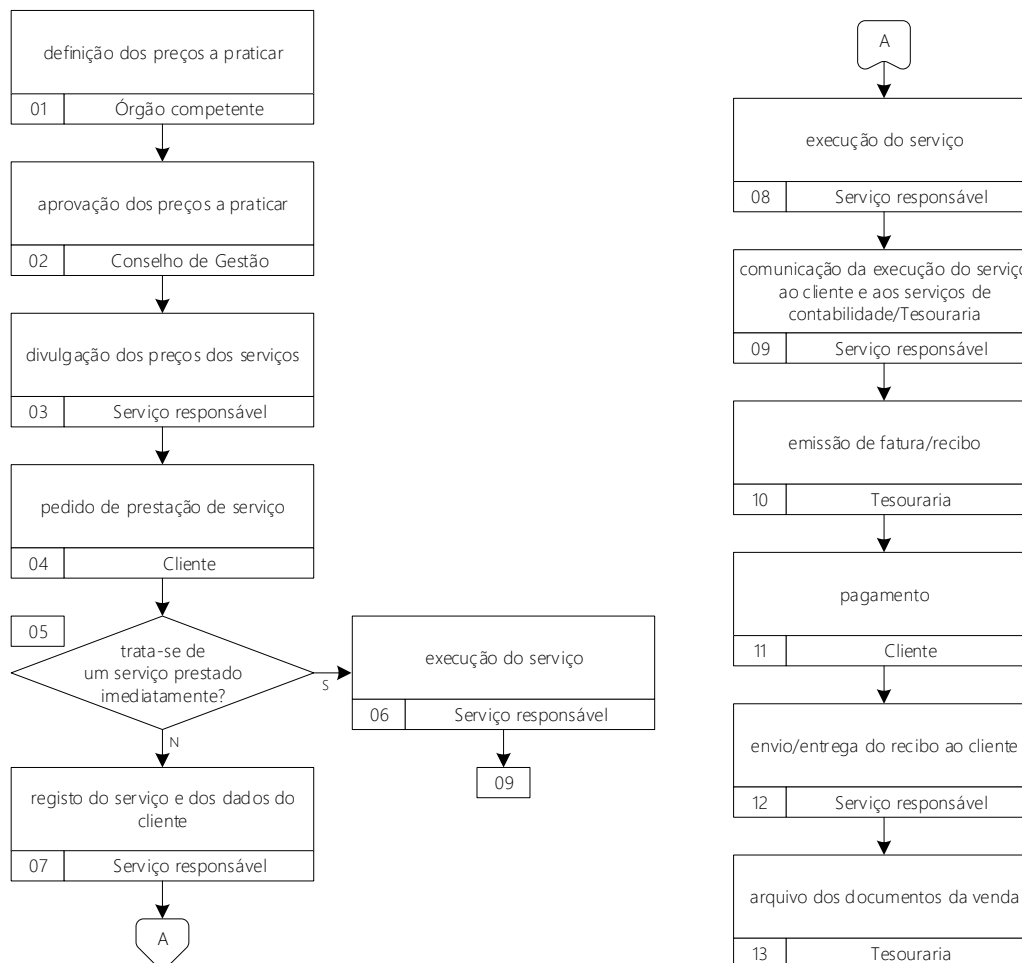 definição dos preços a praticar
01 Órgão competente
aprovação dos preços a praticar
02 Conselho de Gestão
divulgação dos preços dos serviços
03 Serviço responsável
pedido de prestação de serviço
04 Cliente
05
trata-se de
um serviço prestado
imediatamente?
S
N
execução do serviço
06 Serviço responsável
09
registo do serviço e dos dados do
cliente
07 Serviço responsável
A
A
execução do serviço
08 Serviço responsável
comunicação da execução do serviço
ao cliente e aos serviços de
contabilidade/Tesouraria
09 Serviço responsável
emissão de fatura/recibo
10 Tesouraria
pagamento
11 Cliente
envio/entrega do recibo ao cliente
12 Serviço responsável
arquivo dos documentos da venda
13 Tesouraria